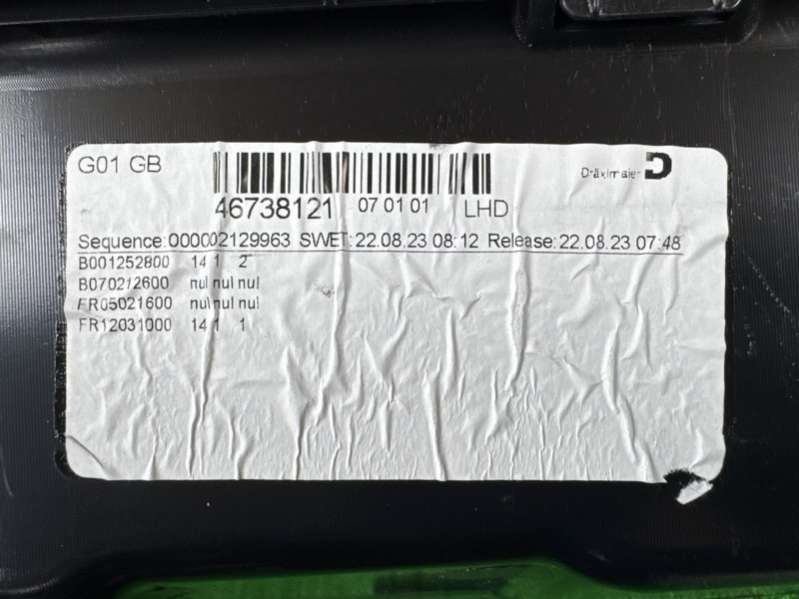 G01 GB
Dräxlmaier
46738121 07 01 01 LHD
Sequence:000002129963 SWET:22.08.23 08:12 Release:22.08.23 07:48
B001252800 14 1 2
B070212600 nul nul nul
FR05021600 nul nul nul
FR12031000 14 1 1